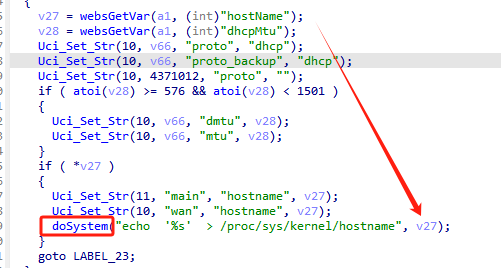 {
v27 = websGetVar(a1, (int)"hostName");
v28 = websGetVar(a1, (int)"dhcpMtu");
Uci_Set_Str(10, v66, "proto", "dhcp");
Uci_Set_Str(10, v66, "proto_backup", "dhcp");
Uci_Set_Str(10, 4371012, "proto", "");
if ( atoi(v28) >= 576 && atoi(v28) < 1501 )
{
Uci_Set_Str(10, v66, "dmtu", v28);
Uci_Set_Str(10, v66, "mtu", v28);
}
if ( *v27 )
{
Uci_Set_Str(11, "main", "hostname", v27);
Uci_Set_Str(10, "wan", "hostname", v27);
doSystem("echo  '%s'  > /proc/sys/kernel/hostname", v27);
}
goto LABEL_23;